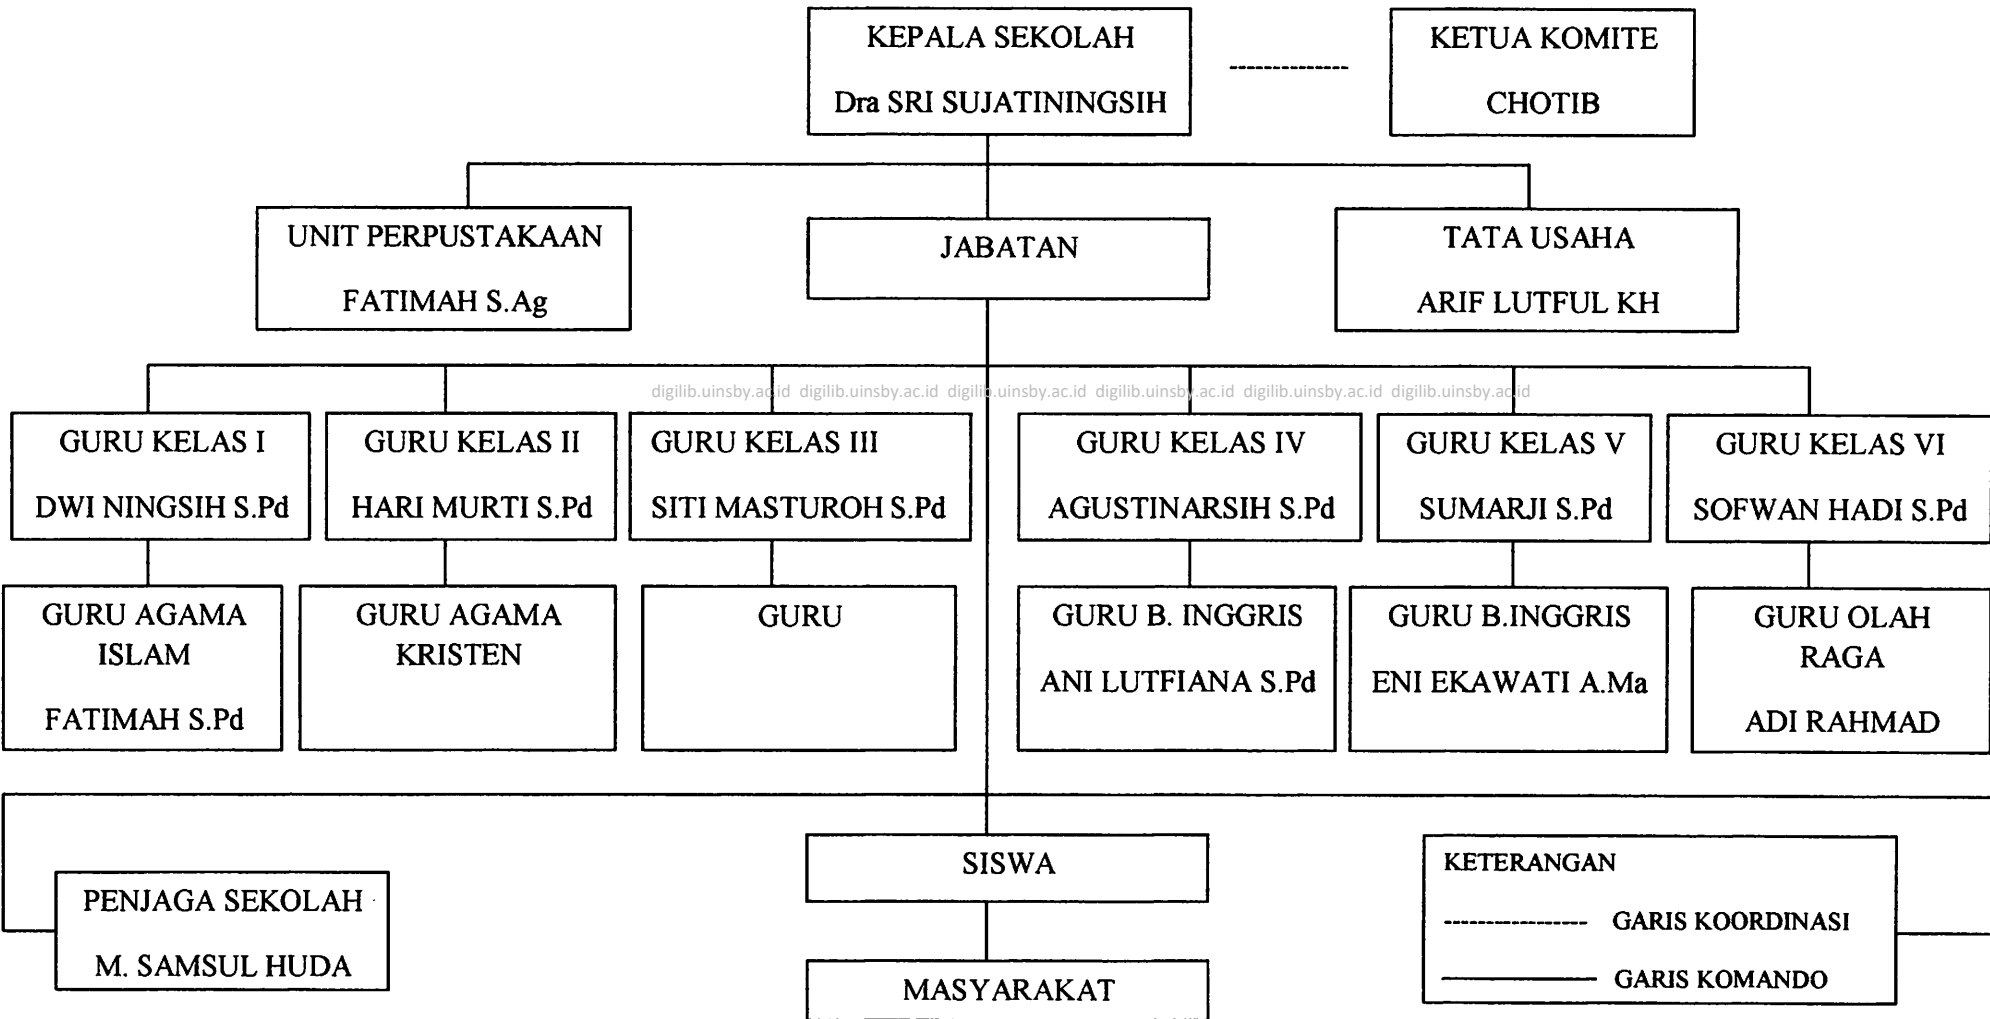 KEPALA SEKOLAH
Dra SRI SUJATININGSIH
KETUA KOMITE
CHOTIB
UNIT PERPUSTAKAAN
FATIMAH S.Ag
JABATAN
TATA USAHA
ARIF LUTFUL KH
digilib.uinsby.ac.id digilib.uinsby.ac.id digilib.uinsby.ac.id digilib.uinsby.ac.id digilib.uinsby.ac.id digilib.uinsby.ac.id
GURU KELAS I
DWI NINGSIH S.Pd
GURU KELAS II
HARI MURTI S.Pd
GURU KELAS III
SITI MASTUROH S.Pd
GURU KELAS IV
AGUSTINARSIH S.Pd
GURU KELAS V
SUMARJI S.Pd
GURU KELAS VI
SOFWAN HADI S.Pd
GURU AGAMA
ISLAM
FATIMAH S.Pd
GURU AGAMA
KRISTEN
GURU
GURU B. INGGRIS
ANI LUTFIANA S.Pd
GURU B.INGGRIS
ENI EKAWATI A.Ma
GURU OLAH
RAGA
ADI RAHMAD
PENJAGA SEKOLAH
M. SAMSUL HUDA
SISWA
MASYARAKAT
KETERANGAN
GARIS KOORDINASI
GARIS KOMANDO